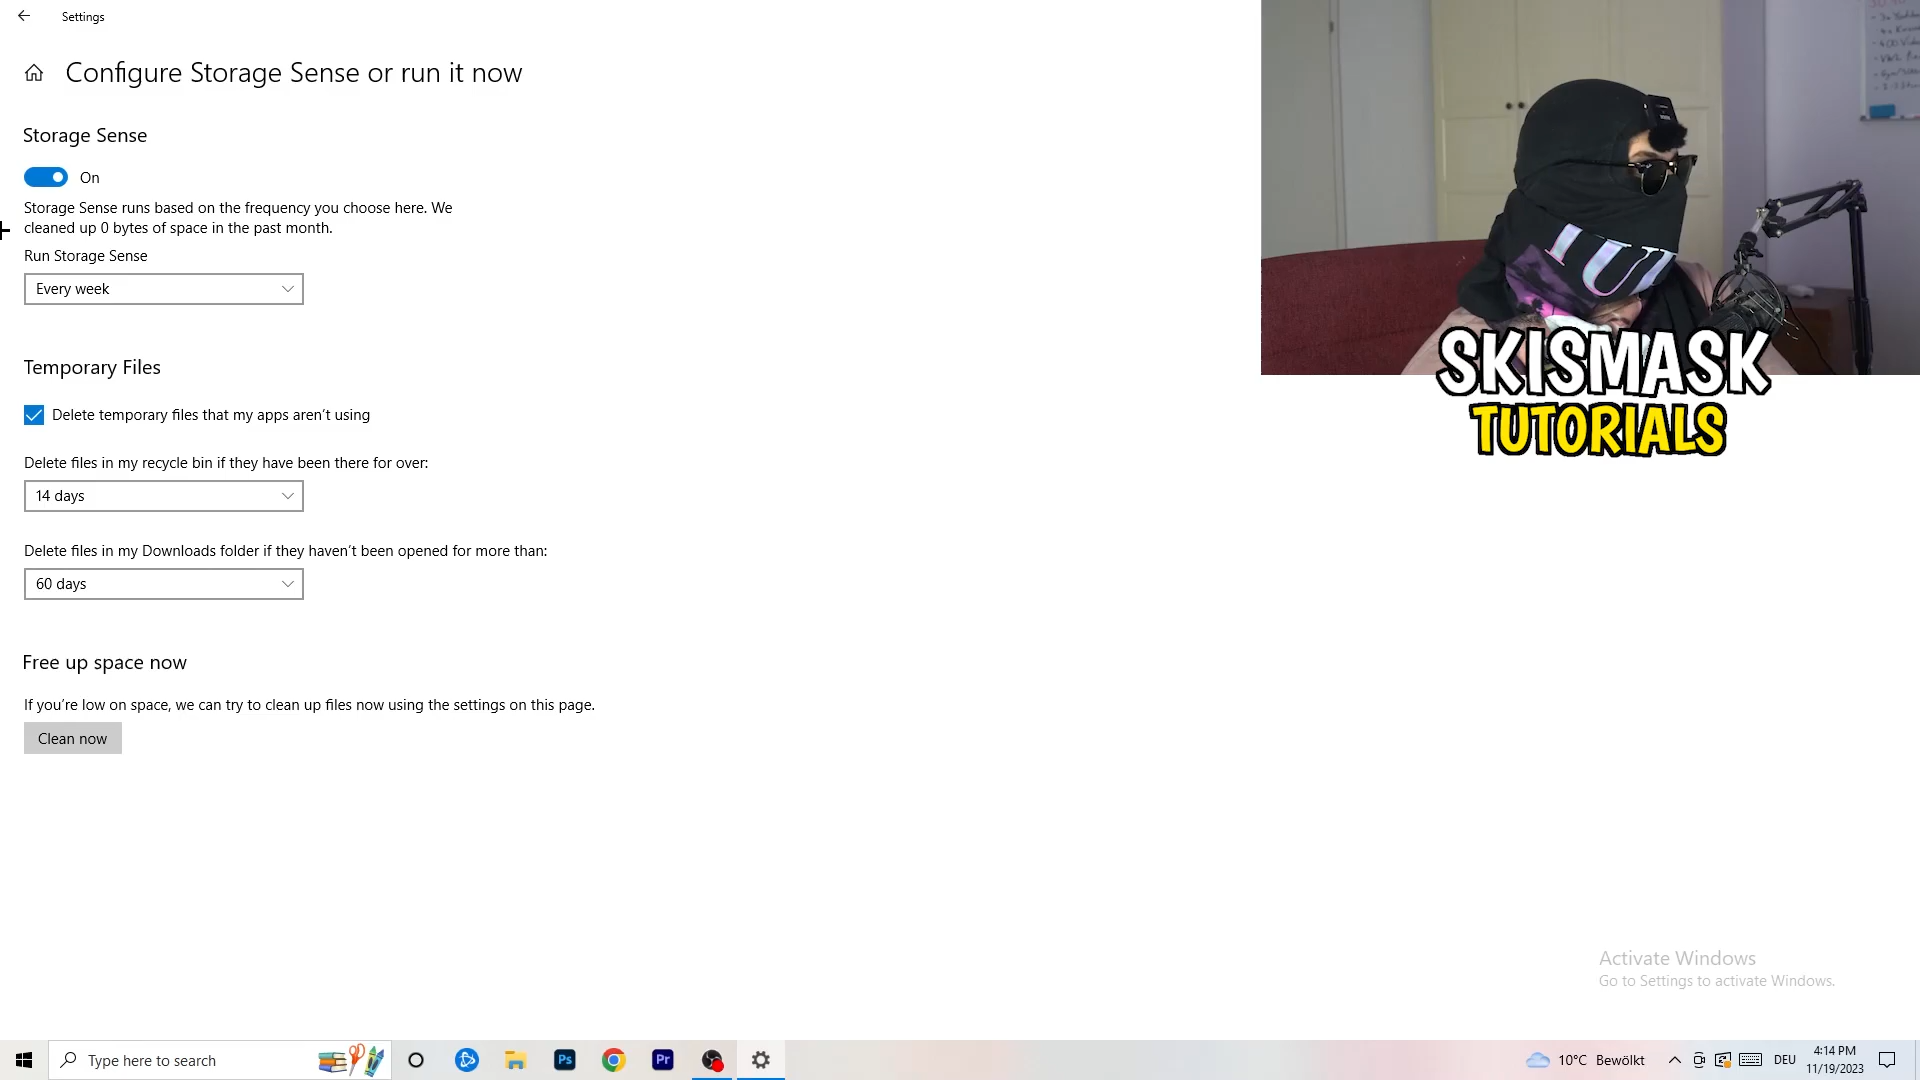 Settings
Configure Storage Sense or run it now
Storage Sense
On
Storage Sense runs based on the frequency you choose here. We
cleaned up 0 bytes of space in the past month.
Run Storage Sense
Every week
Temporary Files
Delete temporary files that my apps aren't using
Delete files in my recycle bin if they have been there for over:
14 days
Delete files in my Downloads folder if they haven't been opened for more than:
60 days
Free up space now
If you're low on space, we can try to clean up files now using the settings on this page.
Clean now
SKISMASK
TUTORIALS
Activate Windows
Go to Settings to activate Windows.
Type here to search
Ps
Pr
10°C Bewölkt
DEU
4:14 PM
11/19/2023